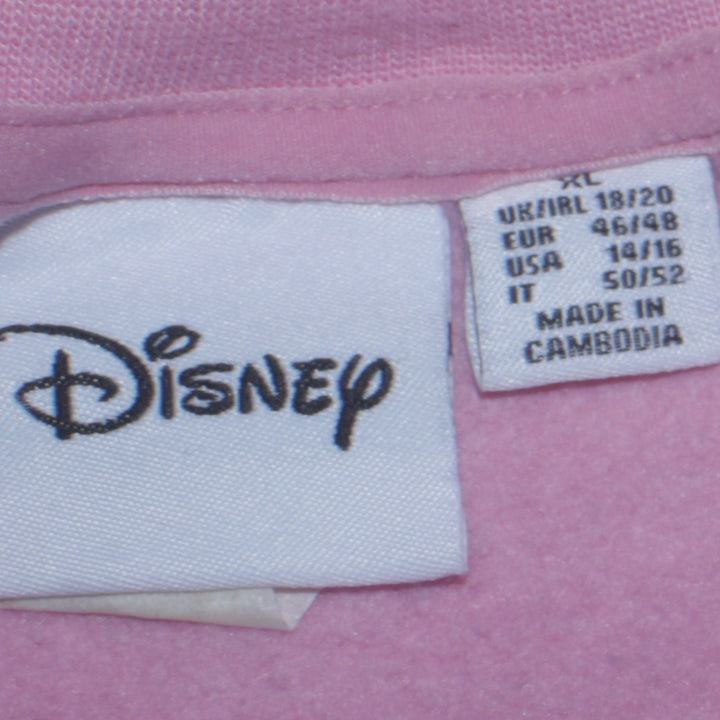 Disney
XL
UK/IRL 18/20
EUR 46/48
USA 14/16
IT 50/52
MADE IN
CAMBODIA